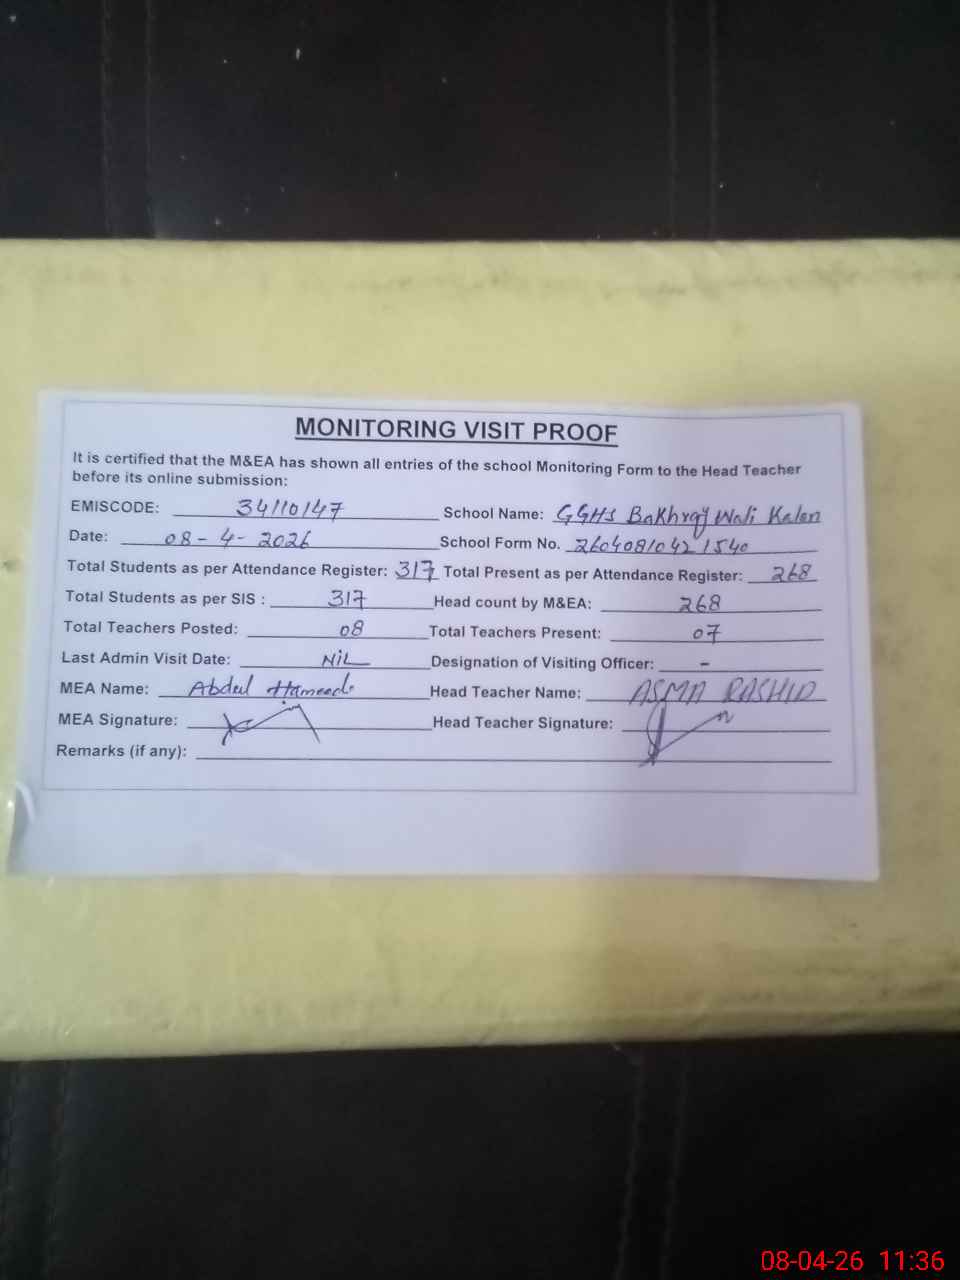 MONITORING VISIT PROOF
It is certified that the M&EA has shown all entries of the school Monitoring Form to the Head Teacher
before its online submission:
EMISCODE: 34110147 School Name: GGHS Bakhray Wali Kalan
Date: 08-4-2026 School Form No. 2604081042 1540
Total Students as per Attendance Register: 317 Total Present as per Attendance Register: 268
Total Students as per SIS : 317 Head count by M&EA: 268
Total Teachers Posted: 08 Total Teachers Present: 07
Last Admin Visit Date: NiL Designation of Visiting Officer: -
MEA Name: Abdul Hameed Head Teacher Name: ASMA RASHID
MEA Signature: Head Teacher Signature:
Remarks (if any):
08-04-26 11:36